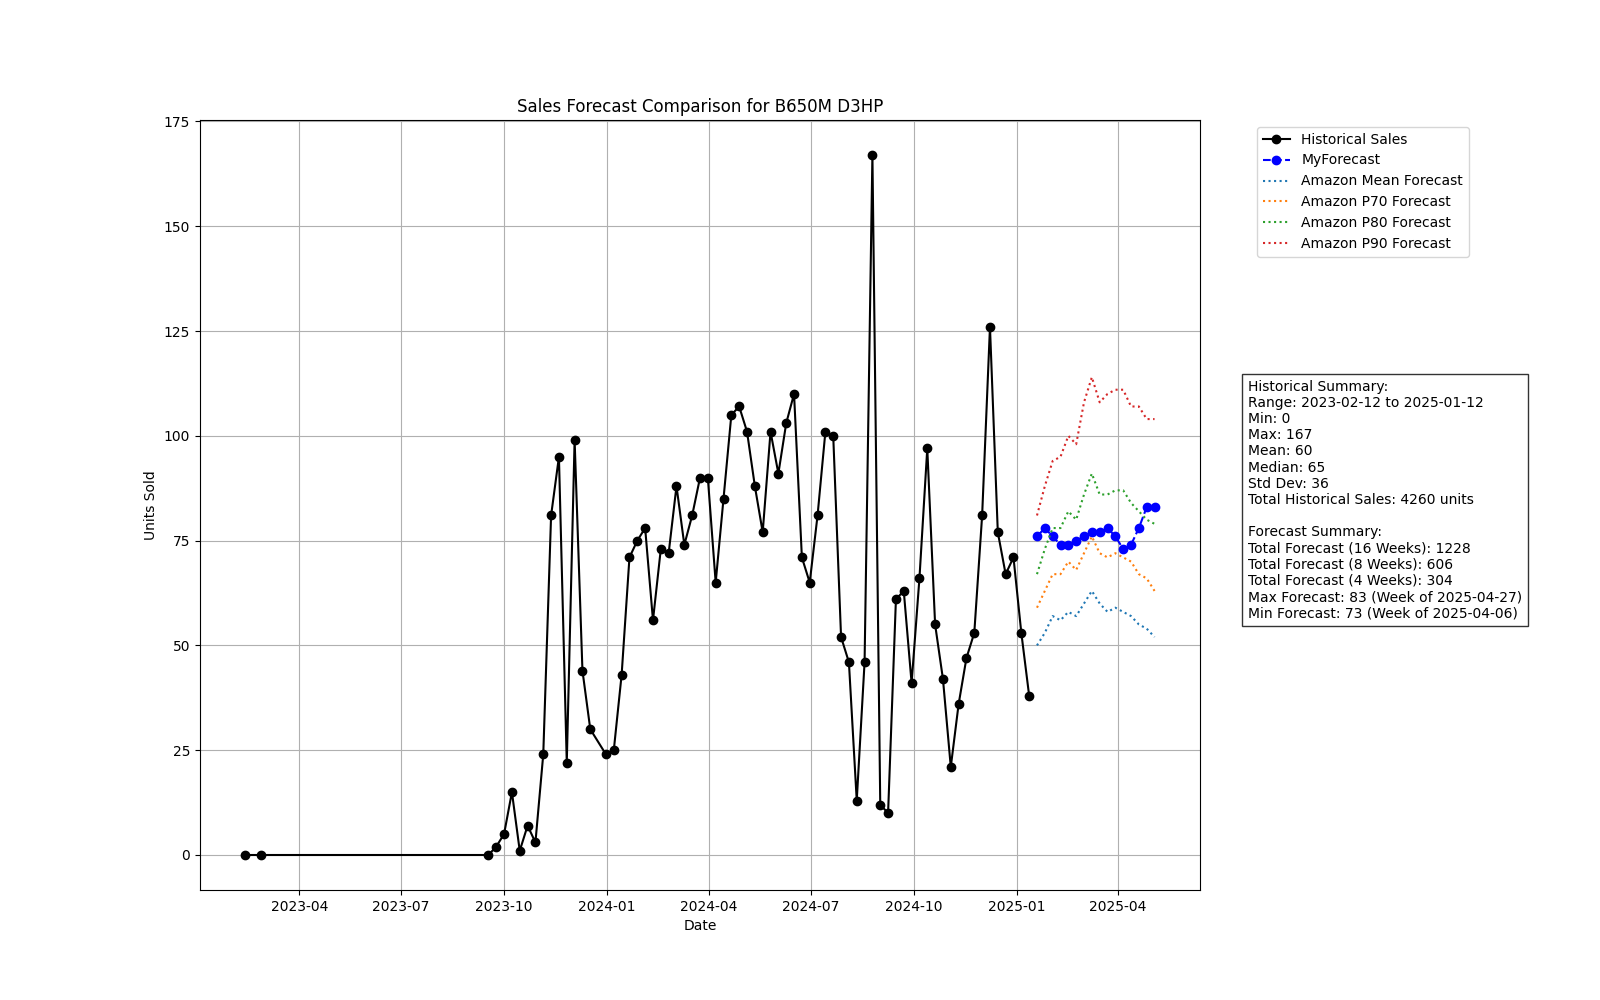 Sales Forecast Comparison for B650M D3HP
175
150
125
100
75
50
25
0
Units Sold
2023-04
2023-07
2023-10
2024-01
2024-04
2024-07
2024-10
2025-01
2025-04
Date
Historical Sales
MyForecast
Amazon Mean Forecast
Amazon P70 Forecast
Amazon P80 Forecast
Amazon P90 Forecast
Historical Summary:
Range: 2023-02-12 to 2025-01-12
Min: 0
Max: 167
Mean: 60
Median: 65
Std Dev: 36
Total Historical Sales: 4260 units
Forecast Summary:
Total Forecast (16 Weeks): 1228
Total Forecast (8 Weeks): 606
Total Forecast (4 Weeks): 304
Max Forecast: 83 (Week of 2025-04-27)
Min Forecast: 73 (Week of 2025-04-06)